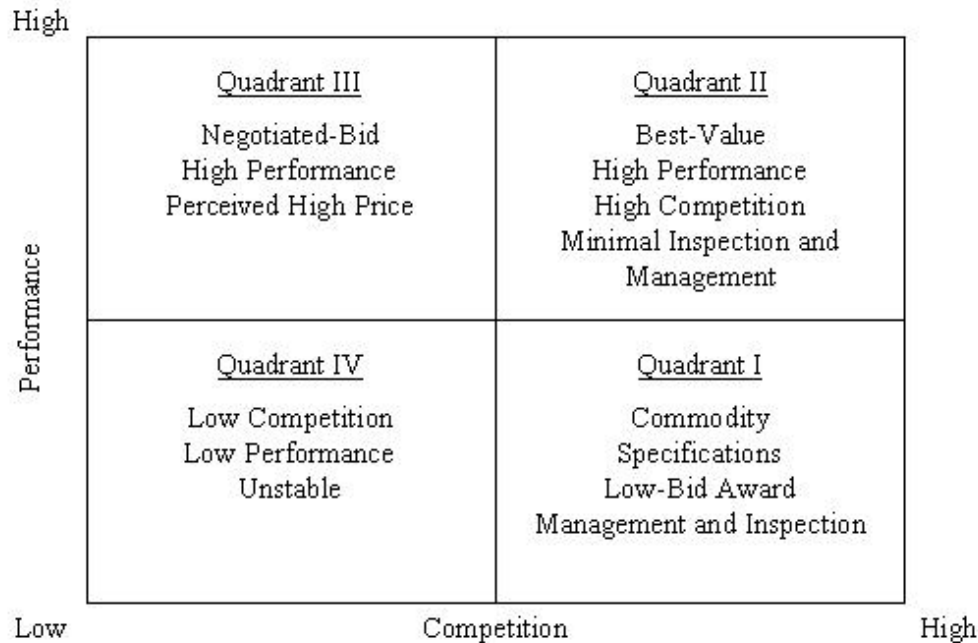 High
Quadrant III
Negotiated-Bid
High Performance
Perceived High Price
Quadrant II
Best-Value
High Performance
High Competition
Minimal Inspection and
Management
Performance
Quadrant IV
Low Competition
Low Performance
Unstable
Quadrant I
Commodity
Specifications
Low-Bid Award
Management and Inspection
Low
Competition
High